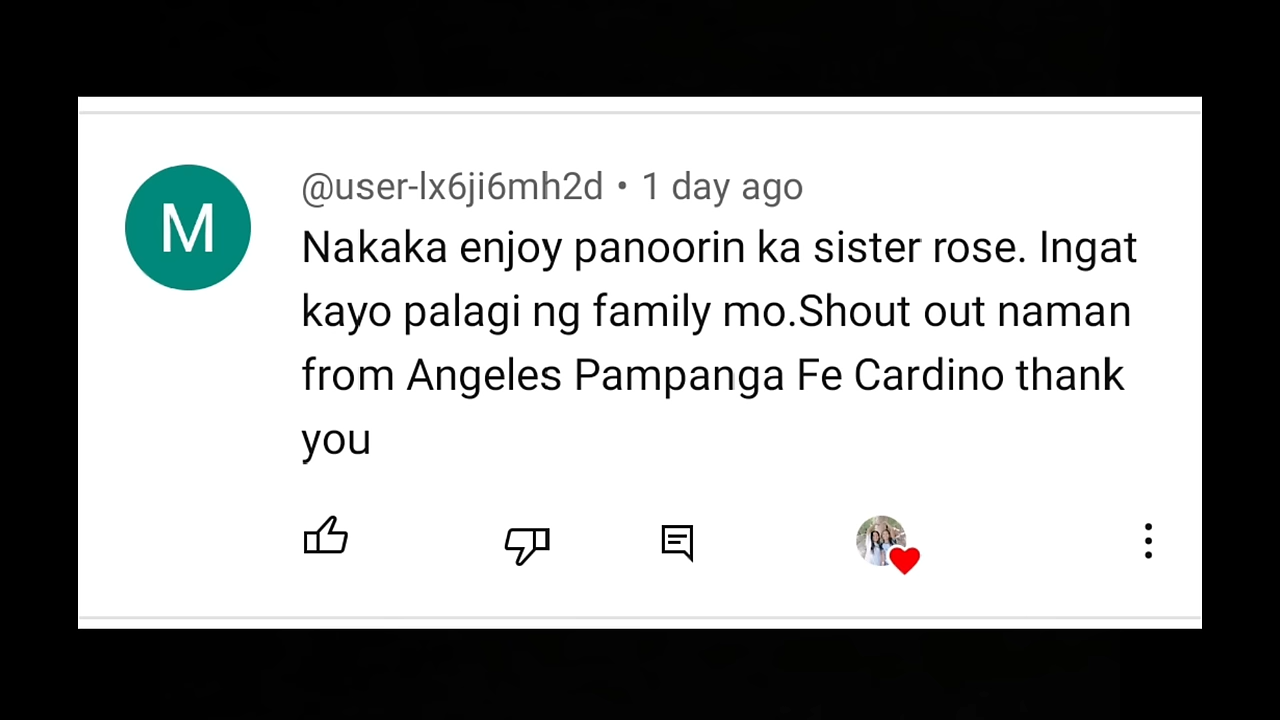 M
@user-lx6ji6mh2d • 1 day ago
Nakaka enjoy panoorin ka sister rose. Ingat
kayo palagi ng family mo.Shout out naman
from Angeles Pampanga Fe Cardino thank
you